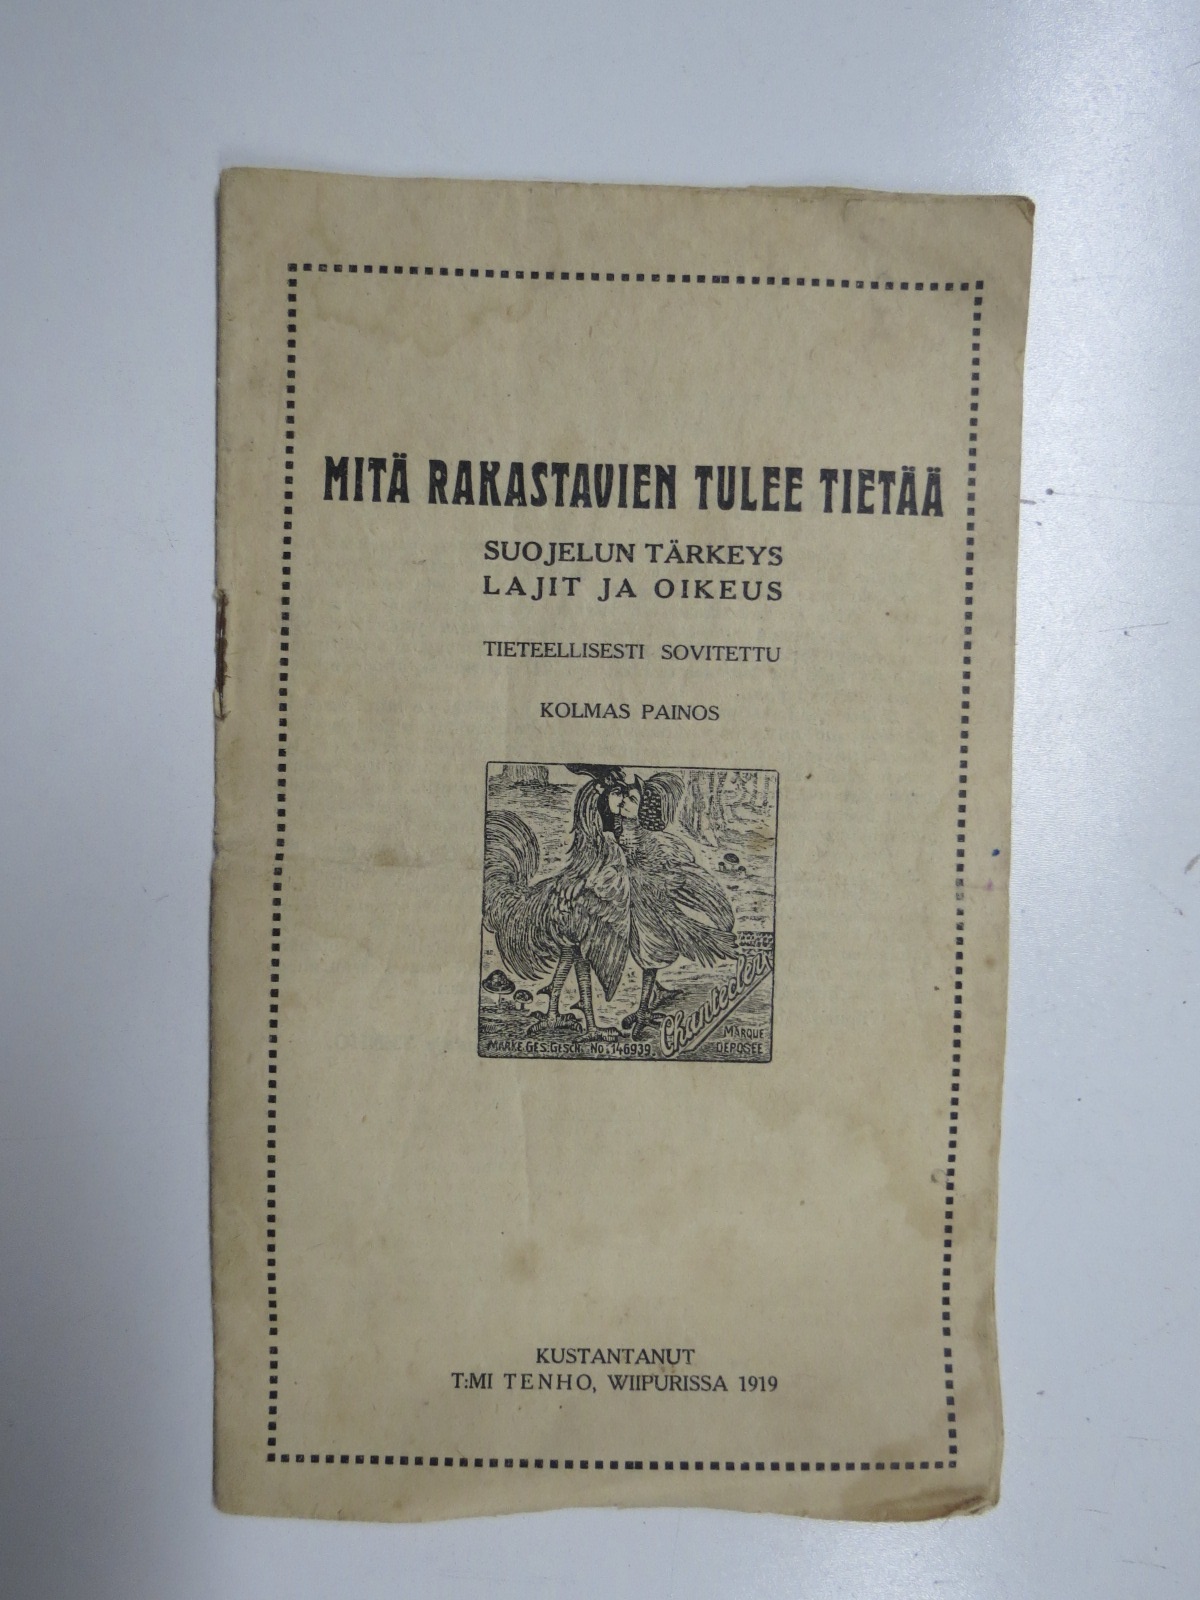 MITÄ RAKASTAVIEN TULEE TIETÄÄ
SUOJELUN TÄRKEYS
LAJIT JA OIKEUS
TIETEELLISESTI SOVITETTU
KOLMAS PAINOS
Chantecler
MARQUE
DEPOSÉE
MARKE GES. GESCH. No. 146939.
KUSTANTANUT
T:MI TENHO, WIIPURISSA 1919